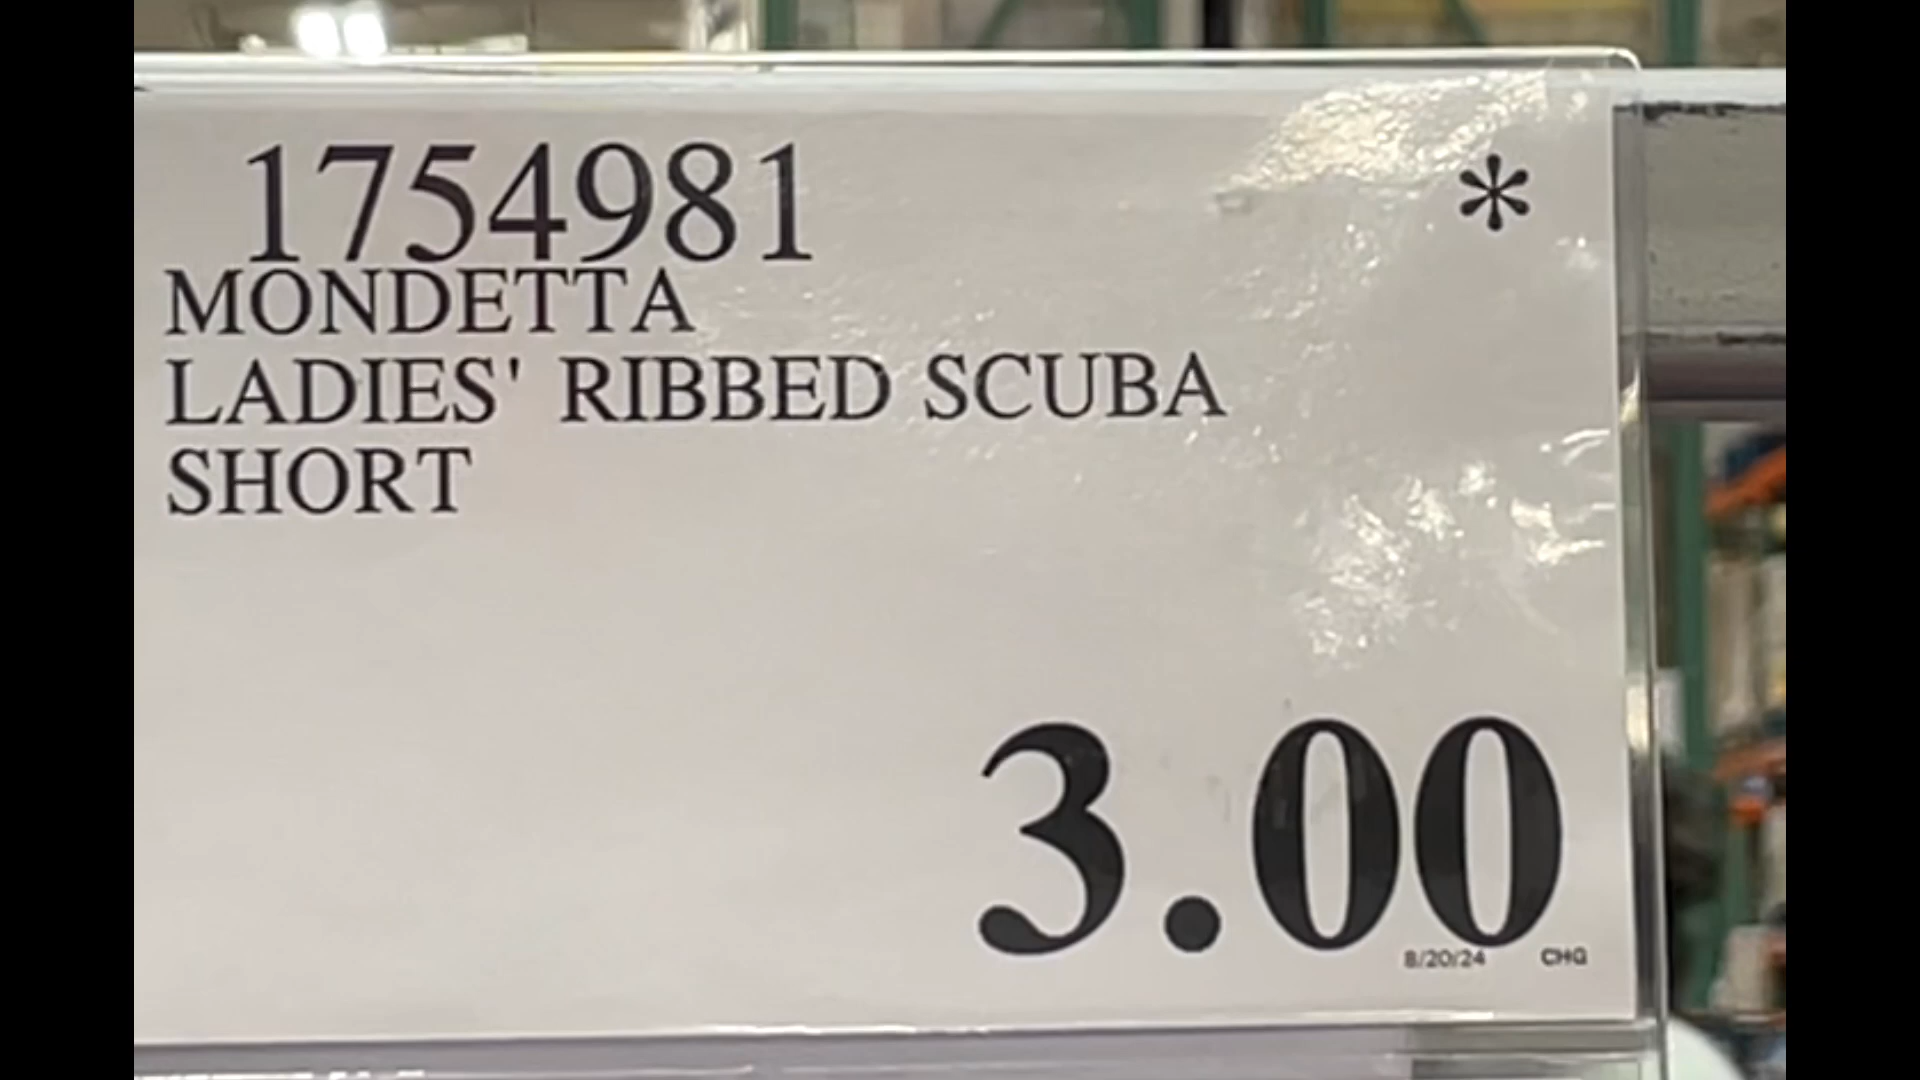 1754981 *
MONDETTA
LADIES' RIBBED SCUBA
SHORT
3.00
8/20/24 CHG